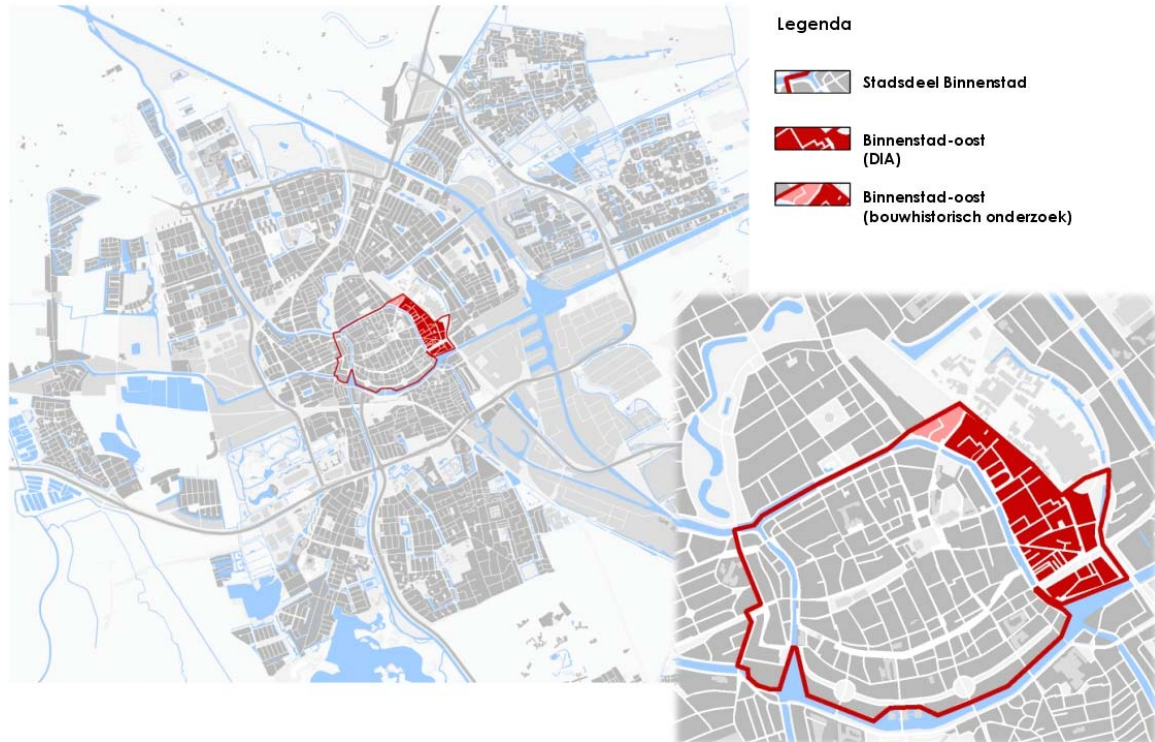 Legenda
Stadsdeel Binnenstad
Binnenstad-oost
(DIA)
Binnenstad-oost
(bouwhistorisch onderzoek)